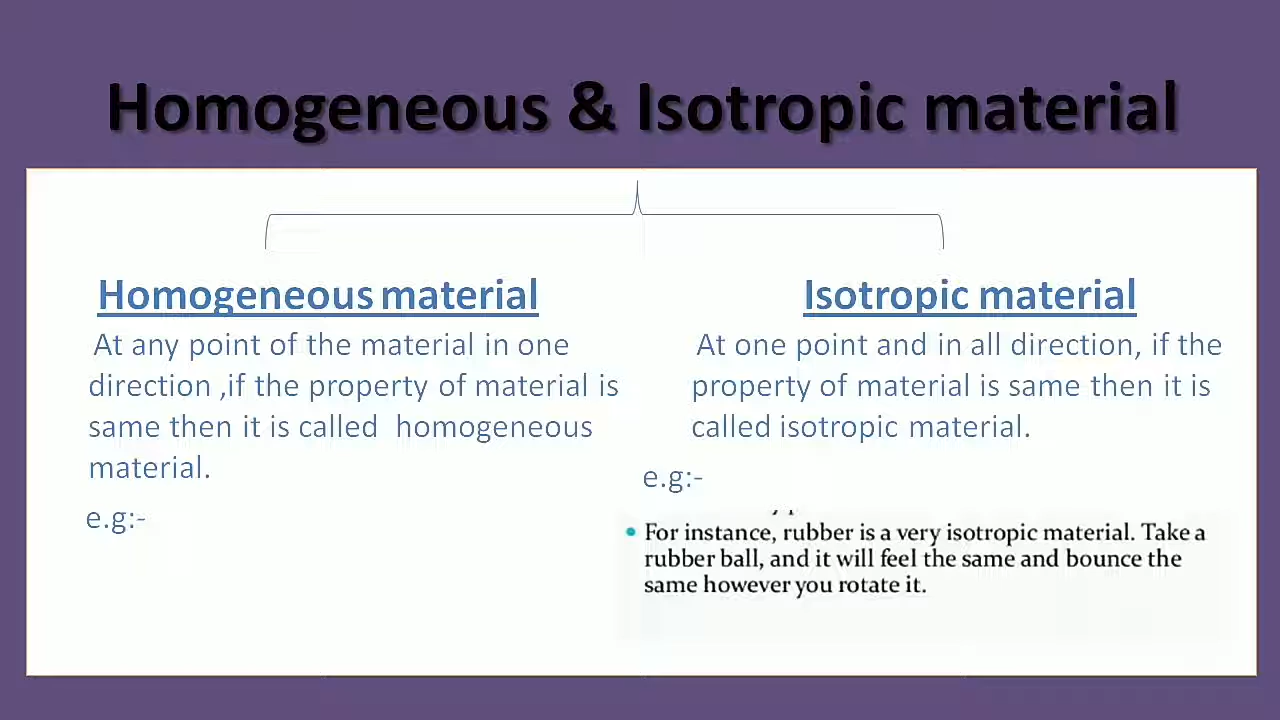 Homogeneous & Isotropic material
Homogeneous material
At any point of the material in one
direction ,if the property of material is
same then it is called homogeneous
material.
e.g:-
Isotropic material
At one point and in all direction, if the
property of material is same then it is
called isotropic material.
e.g:-
• For instance, rubber is a very isotropic material. Take a
rubber ball, and it will feel the same and bounce the
same however you rotate it.